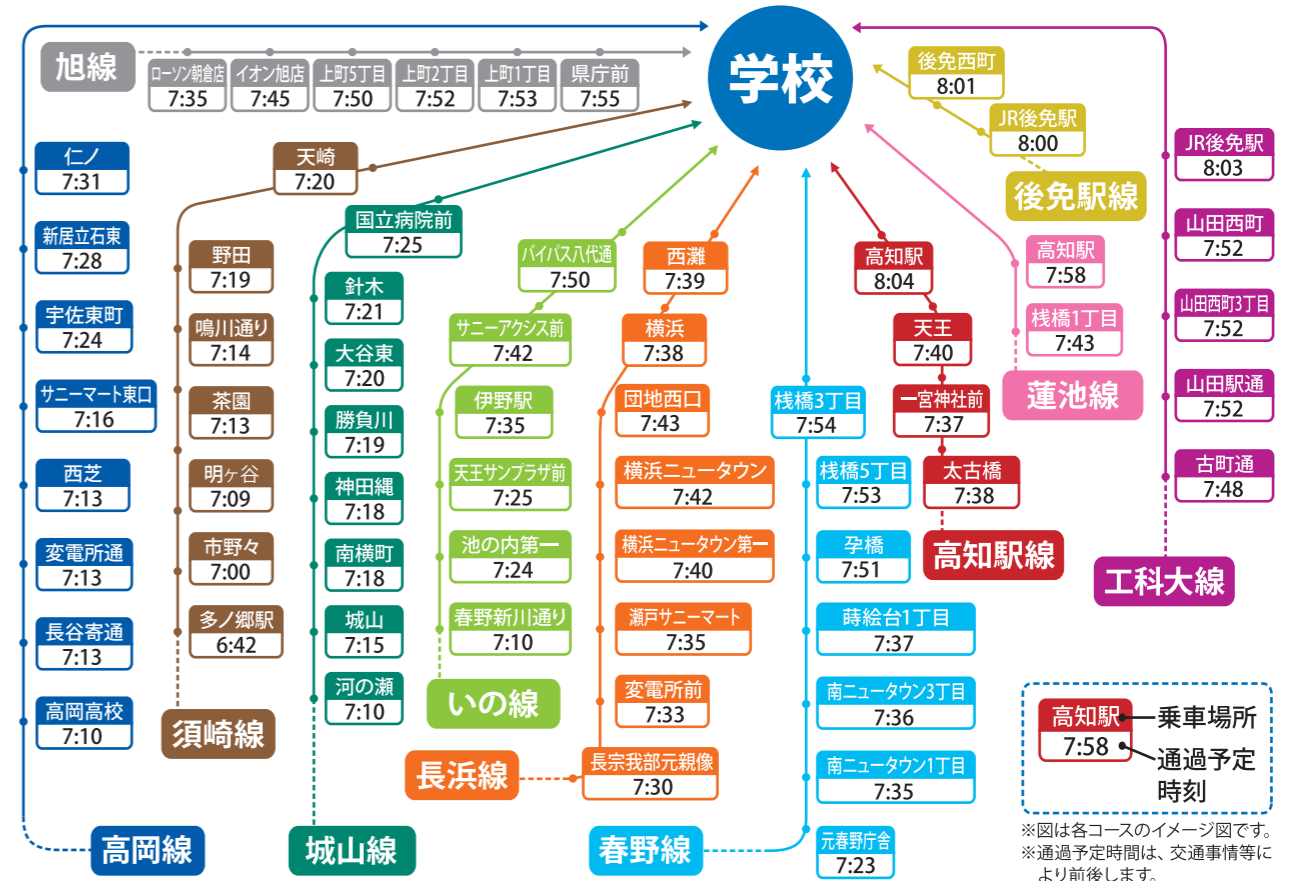 学校
旭線
ローソン朝倉店
7:35
イオン旭店
7:45
上町5丁目
7:50
上町2丁目
7:52
上町1丁目
7:53
県庁前
7:55
仁ノ
7:31
新居立石東
7:28
宇佐東町
7:24
サニーマート東口
7:16
西芝
7:13
変電所通
7:13
長谷寄通
7:13
高岡高校
7:10
高岡線
天崎
7:20
野田
7:19
鳴川通り
7:14
茶園
7:13
明ヶ谷
7:09
市野々
7:00
多ノ郷駅
6:42
須崎線
国立病院前
7:25
針木
7:21
大谷東
7:20
勝負川
7:19
神田縄
7:18
南横町
7:18
城山
7:15
河の瀬
7:10
城山線
バイパス八代通
7:50
サニーアクシス前
7:42
伊野駅
7:35
天王サンプラザ前
7:25
池の内第一
7:24
春野新川通り
7:10
いの線
西灘
7:39
横浜
7:38
団地西口
7:43
横浜ニュータウン
7:42
横浜ニュータウン第一
7:40
瀬戸サニーマート
7:35
変電所前
7:33
長宗我部元親像
7:30
長浜線
桟橋3丁目
7:54
桟橋5丁目
7:53
孕橋
7:51
蒔絵台1丁目
7:37
南ニュータウン3丁目
7:36
南ニュータウン1丁目
7:35
元春野庁舎
7:23
春野線
高知駅
8:04
天王
7:40
一宮神社前
7:37
太古橋
7:38
高知駅線
高知駅
7:58
桟橋1丁目
7:43
蓮池線
後免西町
8:01
JR後免駅
8:00
後免駅線
JR後免駅
8:03
山田西町
7:52
山田西町3丁目
7:52
山田駅通
7:52
古町通
7:48
工科大線
高知駅
7:58
乗車場所
通過予定
時刻
※図は各コースのイメージ図です。
※通過予定時間は、交通事情等に
より前後します。